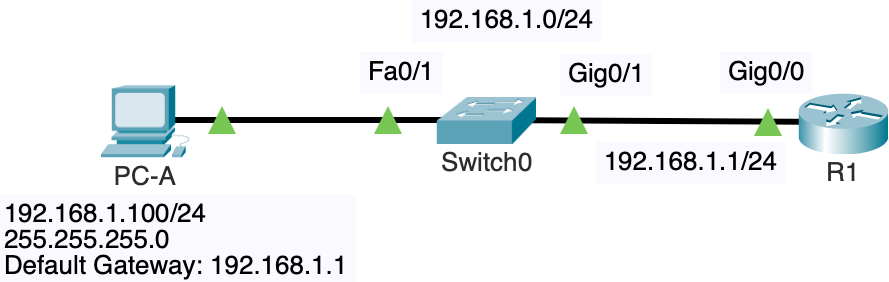 192.168.1.0/24
Fa0/1
Gig0/1
Gig0/0
Switch0
192.168.1.1/24
R1
PC-A
192.168.1.100/24
255.255.255.0
Default Gateway: 192.168.1.1